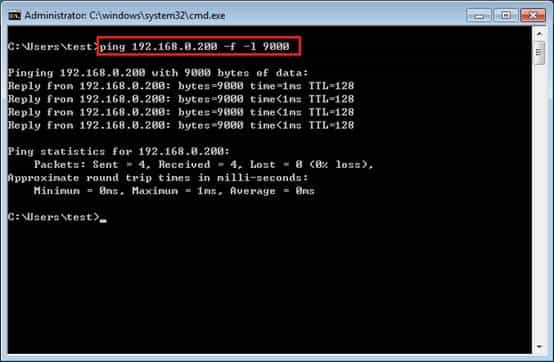 Administrator: C:\windows\system32\cmd.exe
C:\Users\test>ping 192.168.0.200 -f -l 9000
Pinging 192.168.0.200 with 9000 bytes of data:
Reply from 192.168.0.200: bytes=9000 time=1ms TTL=128
Reply from 192.168.0.200: bytes=9000 time<1ms TTL=128
Reply from 192.168.0.200: bytes=9000 time<1ms TTL=128
Reply from 192.168.0.200: bytes=9000 time<1ms TTL=128
Ping statistics for 192.168.0.200:
Packets: Sent = 4, Received = 4, Lost = 0 (0% loss),
Approximate round trip times in milli-seconds:
Minimum = 0ms, Maximum = 1ms, Average = 0ms
C:\Users\test>_